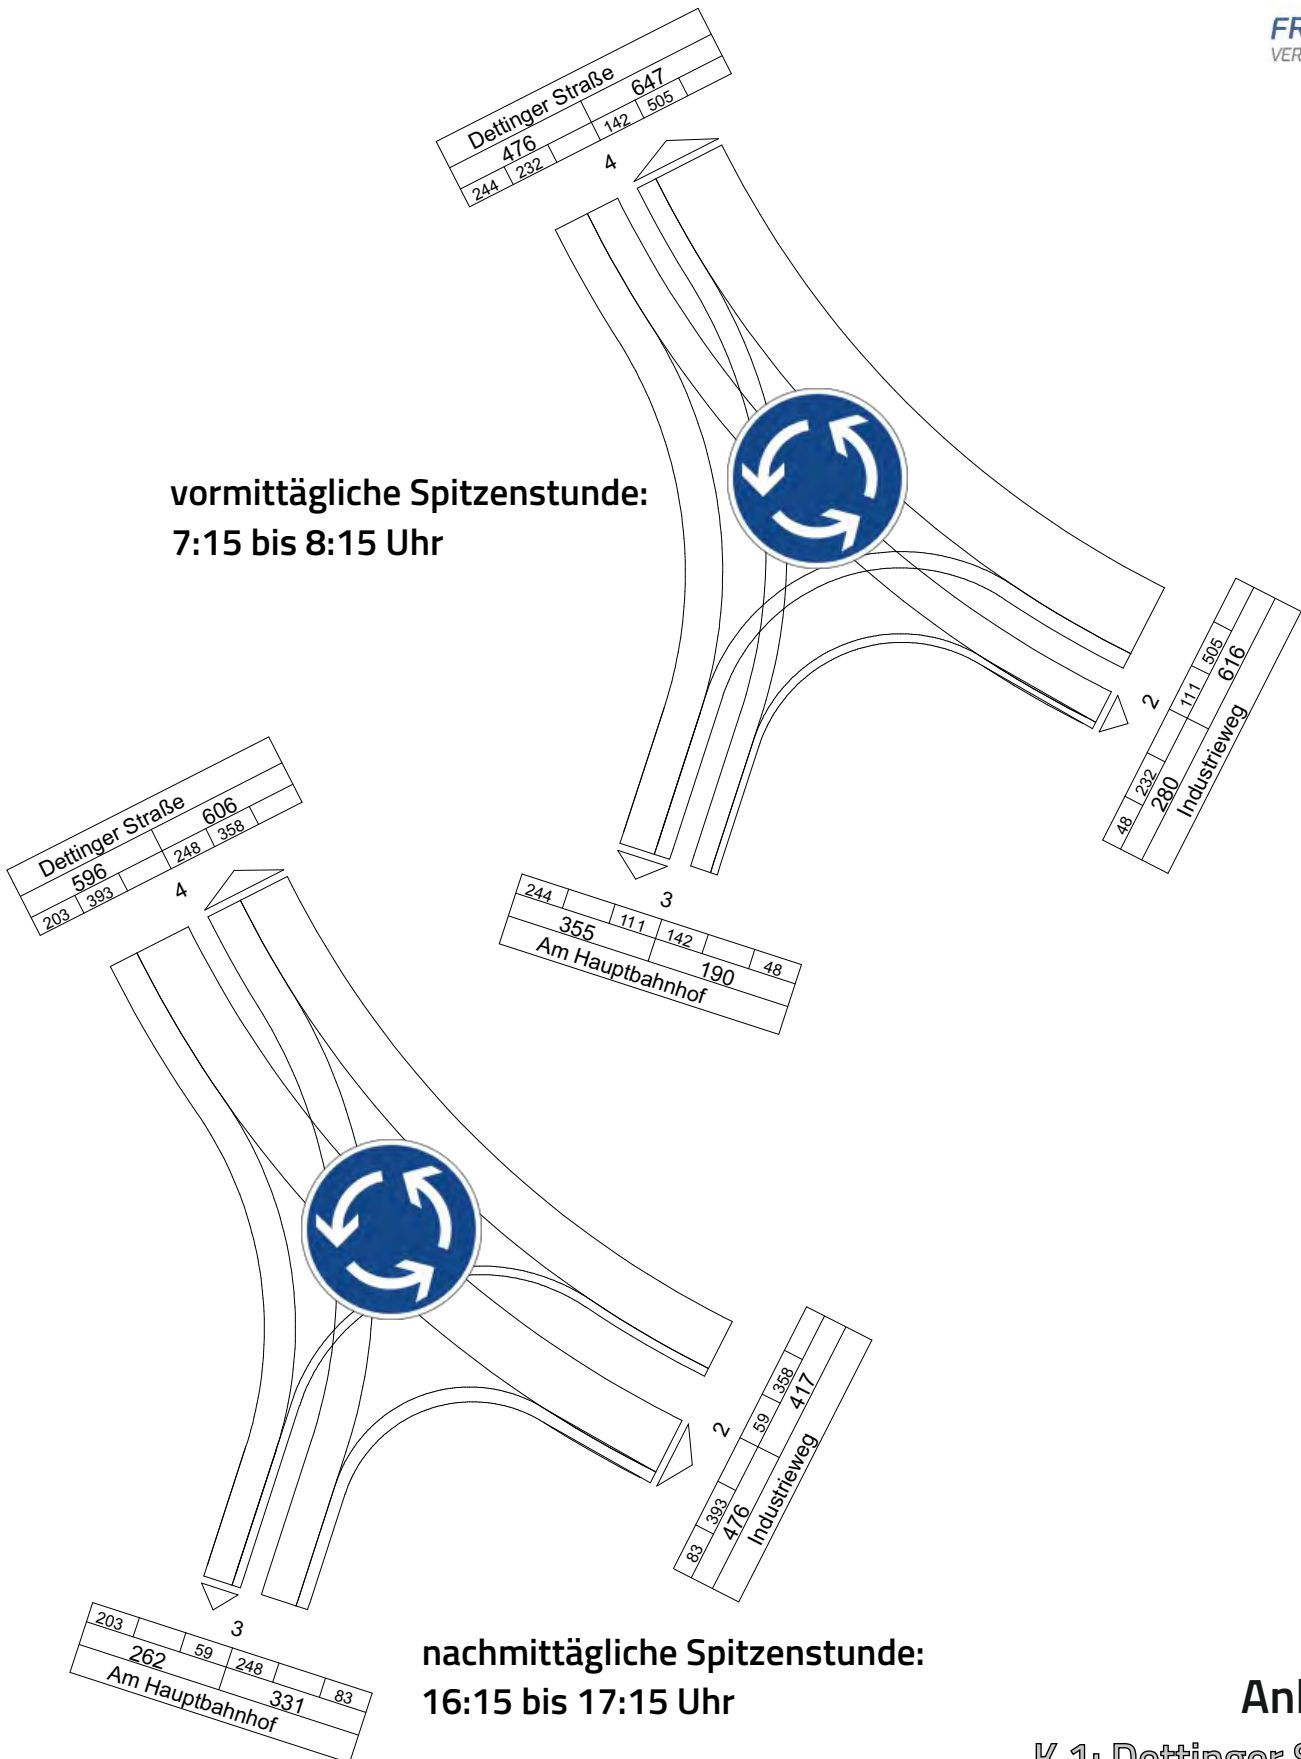 FR
VER
Dettinger Straße
476 647
244 232 142 505
4
vormittägliche Spitzenstunde:
7:15 bis 8:15 Uhr
2
48 232 111 505
280 616
Industrieweg
3
244 111 142 48
355 190
Am Hauptbahnhof
Dettinger Straße
596 606
203 393 248 358
4
2
83 393 59 358
476 417
Industrieweg
3
203 59 248 83
262 331
Am Hauptbahnhof
nachmittägliche Spitzenstunde:
16:15 bis 17:15 Uhr
Anl
K 1: Dettinger S